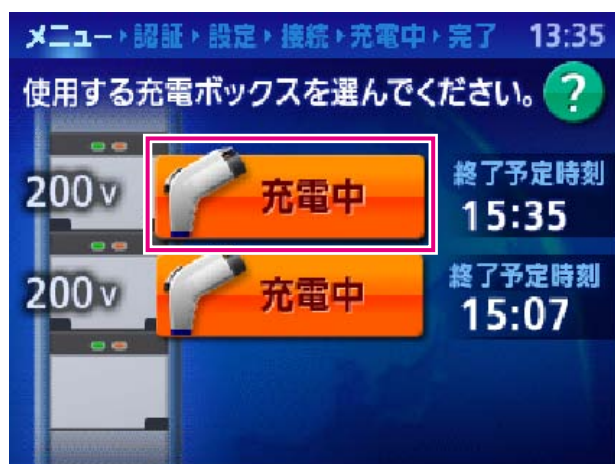 メニュー▶認証▶設定▶接続▶充電中▶完了 13:35
使用する充電ボックスを選んでください。 ?
200v 充電中 終了予定時刻 15:35
200v 充電中 終了予定時刻 15:07